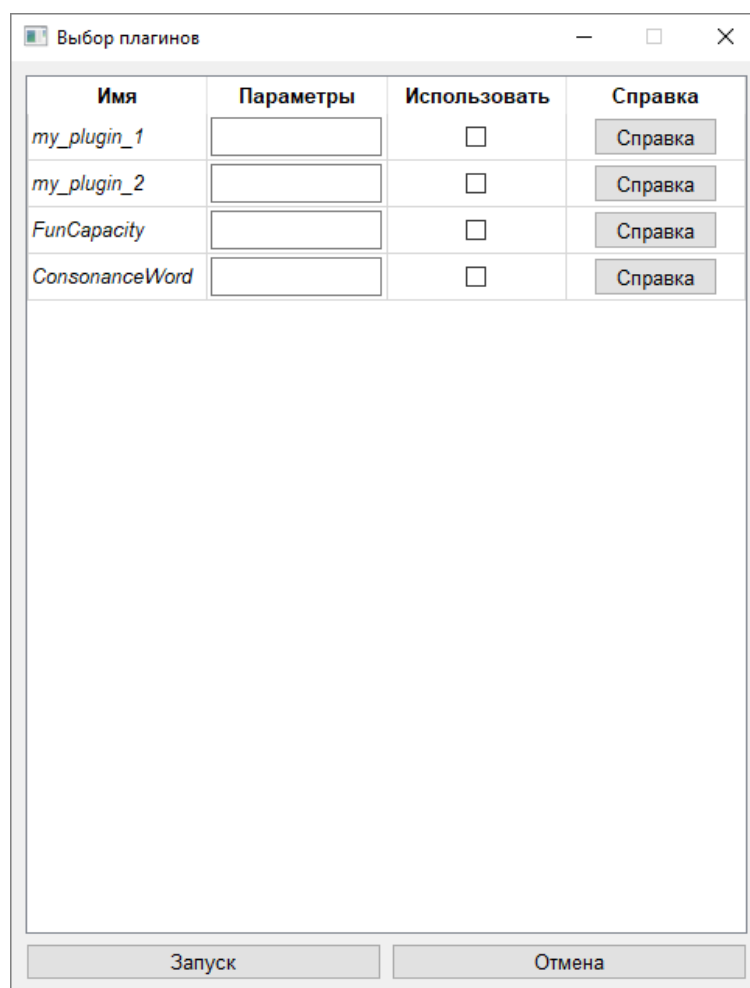 Выбор плагинов
Имя Параметры Использовать Справка
my_plugin_1 Справка
my_plugin_2 Справка
FunCapacity Справка
ConsonanceWord Справка
Запуск Отмена